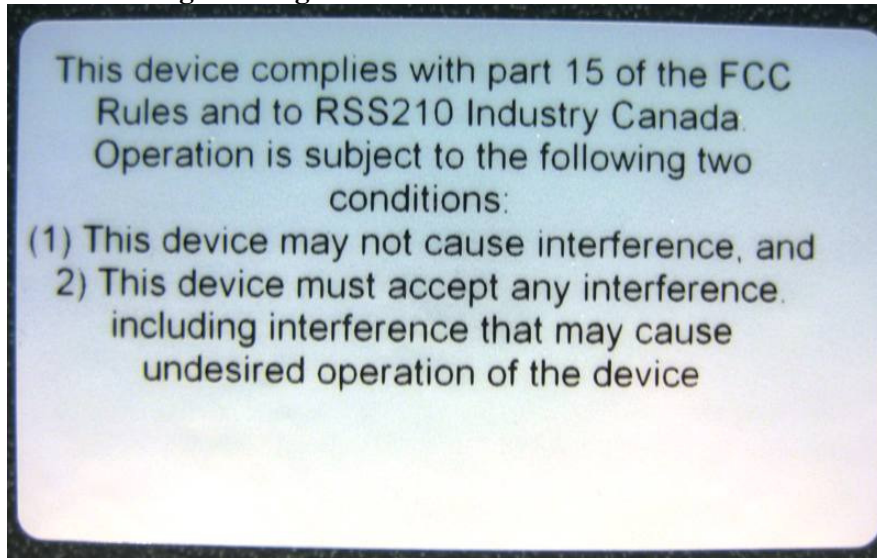 This device complies with part 15 of the FCC
Rules and to RSS210 Industry Canada.
Operation is subject to the following two
conditions:
(1) This device may not cause interference, and
2) This device must accept any interference.
including interference that may cause
undesired operation of the device